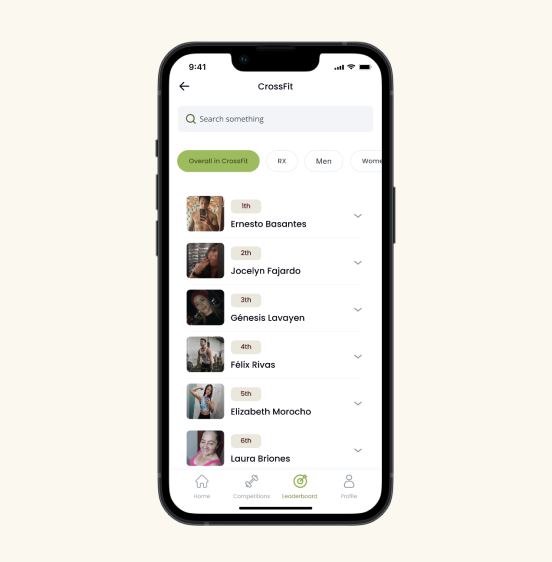 9:41
CrossFit
Search something
Overall in CrossFit
RX
Men
Wome
1th
Ernesto Basantes
2th
Jocelyn Fajardo
3th
Génesis Lavayen
4th
Félix Rivas
5th
Elizabeth Morocho
6th
Laura Briones
Home
Competitions
Leaderboard
Profile